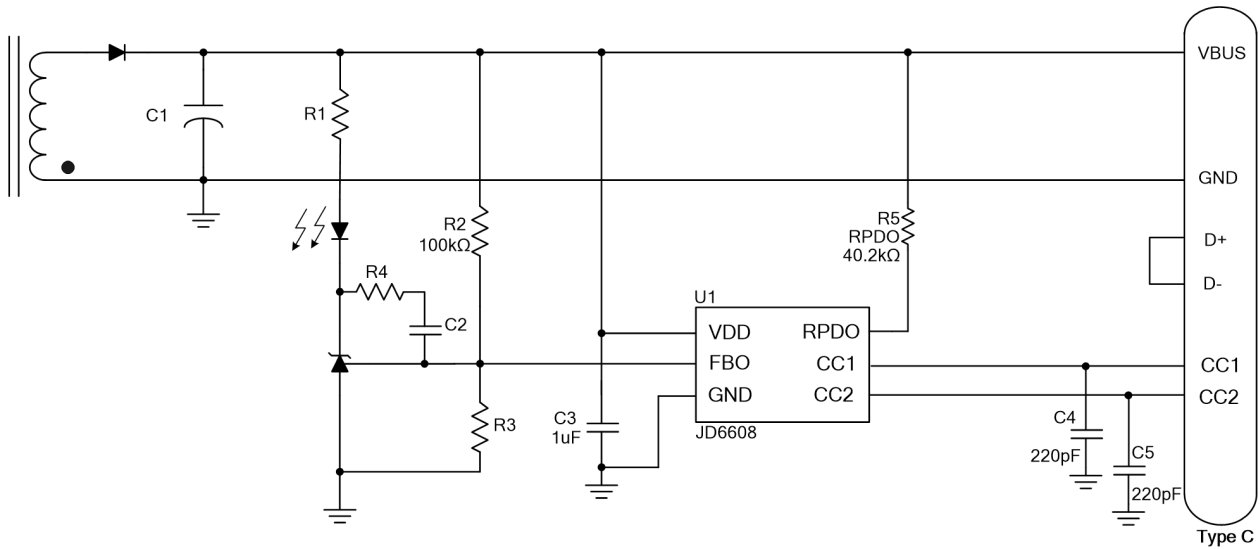 VBUS
C1
R1
GND
R2
100kΩ
R5
RPDO
40.2kΩ
D+
D-
R4
C2
U1
VDD
RPDO
FBO
CC1
GND
CC2
JD6608
CC1
CC2
R3
C3
1uF
C4
220pF
C5
220pF
Type C